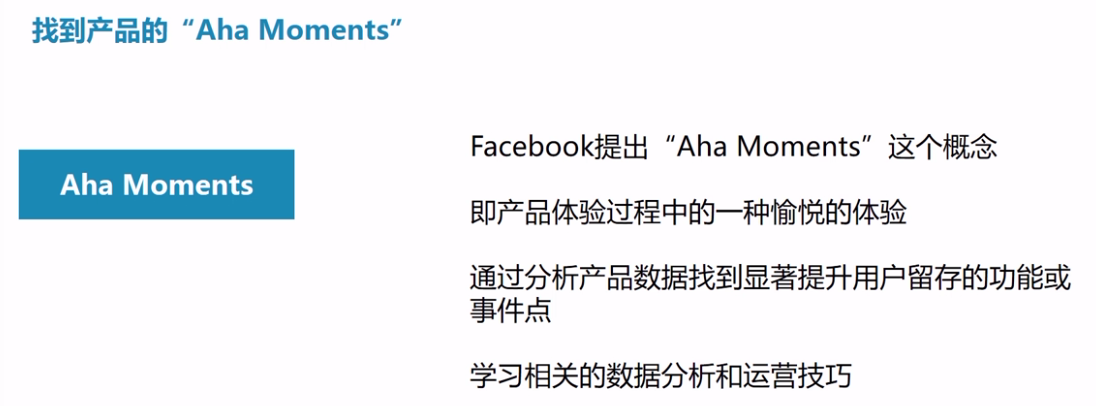 找到产品的“Aha Moments”
Aha Moments
Facebook提出“Aha Moments”这个概念
即产品体验过程中的一种愉悦的体验
通过分析产品数据找到显著提升用户留存的功能或
事件点
学习相关的数据分析和运营技巧